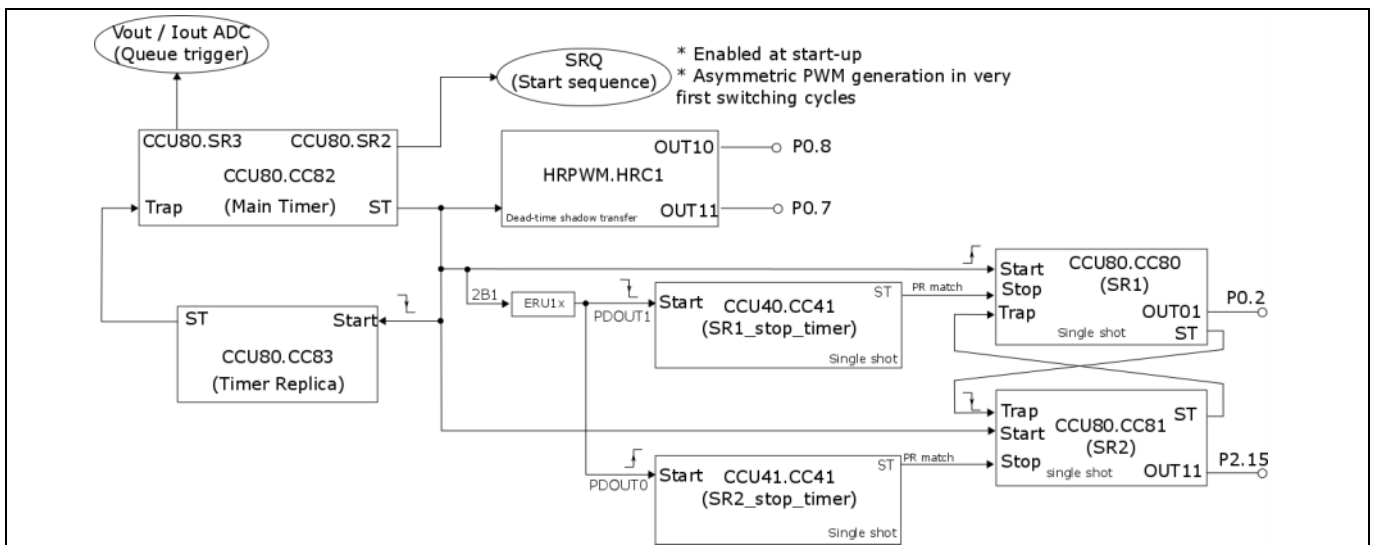 Vout / Iout ADC
(Queue trigger)
SRQ
(Start sequence)
* Enabled at start-up
* Asymmetric PWM generation in very
first switching cycles
CCU80.SR3 CCU80.SR2
CCU80.CC82
Trap (Main Timer) ST
OUT10
P0.8
HRPWM.HRC1
Dead-time shadow transfer
OUT11
P0.7
ST Start
CCU80.CC83
(Timer Replica)
2B1
ERU1x
PDOUT1
Start
ST
CCU40.CC41
(SR1_stop_timer)
Single shot
PR match
Start
CCU80.CC80
Stop
(SR1)
Trap
OUT01
P0.2
Single shot
ST
Trap
ST
Start
CCU80.CC81
(SR2)
Stop
single shot
OUT11
P2.15
PDOUT0
Start
ST
CCU41.CC41
(SR2_stop_timer)
Single shot
PR match